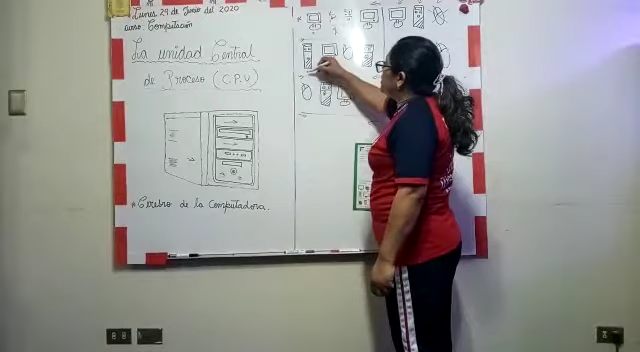 Lunes 29 de Junio del 2020
curso: Computación
La unidad Central
de Proceso (C.P.U)
* Cerebro de la Computadora.